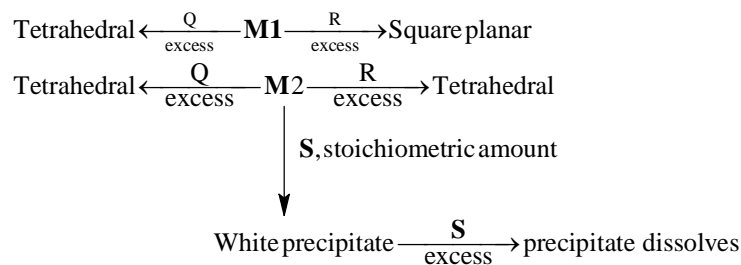 Tetrahedral Q excess M1 R excess Square planar
Tetrahedral Q excess M2 R excess Tetrahedral
S, stoichiometric amount
White precipitate S excess precipitate dissolves